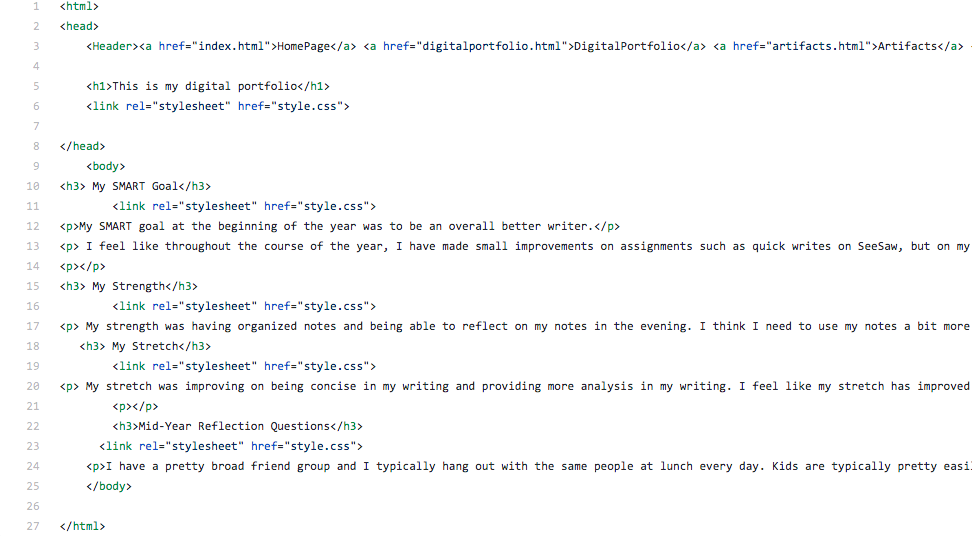 1 <html>
2 <head>
3 <Header><a href="index.html">HomePage</a> <a href="digitalportfolio.html">DigitalPortfolio</a> <a href="artifacts.html">Artifacts</a>
4
5 <h1>This is my digital portfolio</h1>
6 <link rel="stylesheet" href="style.css">
7
8 </head>
9 <body>
10 <h3> My SMART Goal</h3>
11 <link rel="stylesheet" href="style.css">
12 <p>My SMART goal at the beginning of the year was to be an overall better writer.</p>
13 <p> I feel like throughout the course of the year, I have made small improvements on assignments such as quick writes on SeeSaw, but on my
14 <p></p>
15 <h3> My Strength</h3>
16 <link rel="stylesheet" href="style.css">
17 <p> My strength was having organized notes and being able to reflect on my notes in the evening. I think I need to use my notes a bit more
18 <h3> My Stretch</h3>
19 <link rel="stylesheet" href="style.css">
20 <p> My stretch was improving on being concise in my writing and providing more analysis in my writing. I feel like my stretch has improved
21 <p></p>
22 <h3>Mid-Year Reflection Questions</h3>
23 <link rel="stylesheet" href="style.css">
24 <p>I have a pretty broad friend group and I typically hang out with the same people at lunch every day. Kids are typically pretty easi
25 </body>
26
27 </html>